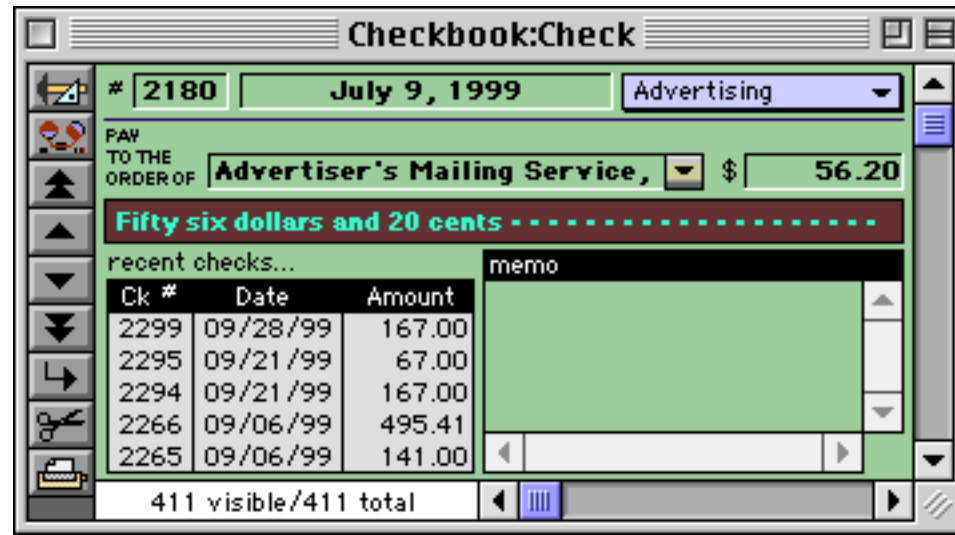 Checkbook:Check
# 2180 July 9, 1999 Advertising
PAY
TO THE
ORDER OF Advertiser's Mailing Service, $ 56.20
Fifty six dollars and 20 cents - - - - - - - - - - - - - - - - - - - - -
recent checks... memo
Ck # Date Amount
2299 09/28/99 167.00
2295 09/21/99 67.00
2294 09/21/99 167.00
2266 09/06/99 495.41
2265 09/06/99 141.00
411 visible/411 total